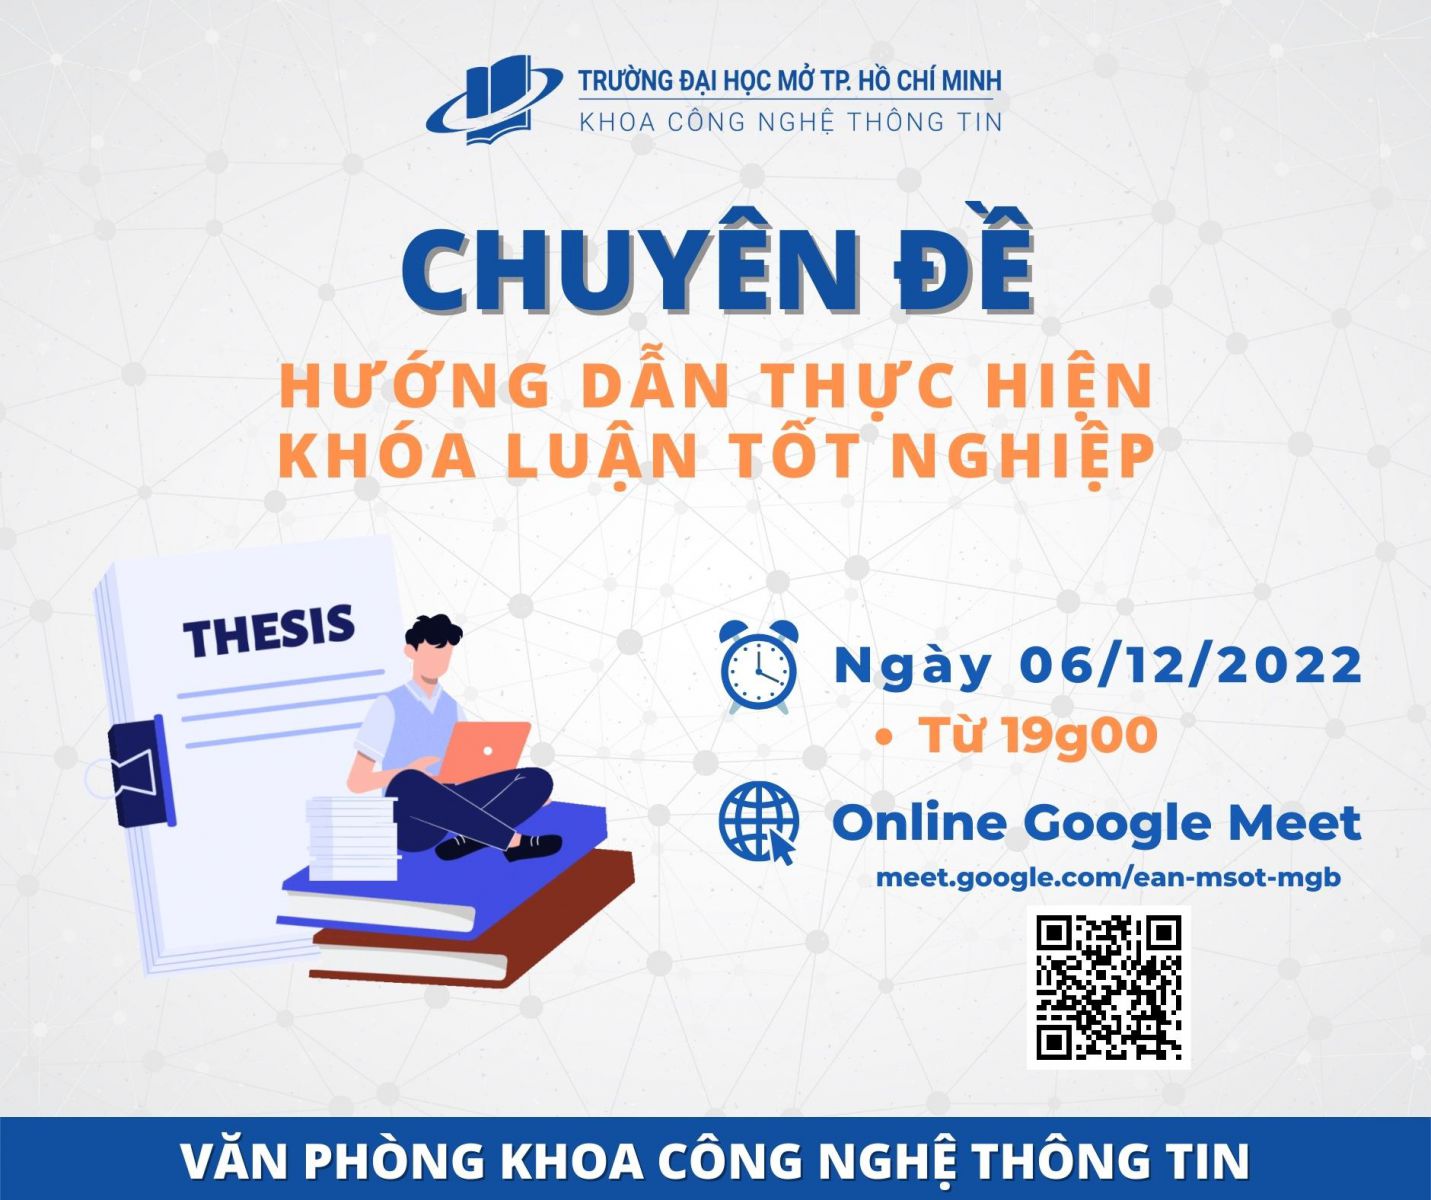 TRƯỜNG ĐẠI HỌC MỞ TP. HỒ CHÍ MINH
KHOA CÔNG NGHỆ THÔNG TIN
CHUYÊN ĐỀ
HƯỚNG DẪN THỰC HIỆN
KHÓA LUẬN TỐT NGHIỆP
THESIS
Ngày 06/12/2022
• Từ 19g00
Online Google Meet
meet.google.com/ean-msot-mgb
VĂN PHÒNG KHOA CÔNG NGHỆ THÔNG TIN